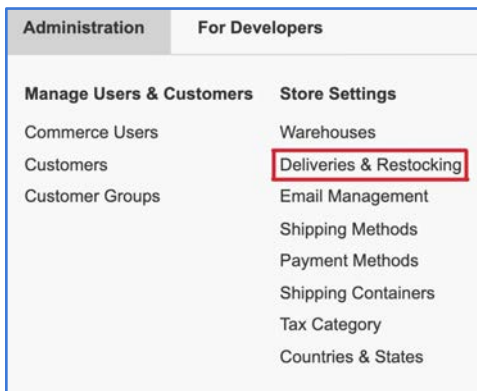 Administration
For Developers
Manage Users & Customers
Commerce Users
Customers
Customer Groups
Store Settings
Warehouses
Deliveries & Restocking
Email Management
Shipping Methods
Payment Methods
Shipping Containers
Tax Category
Countries & States